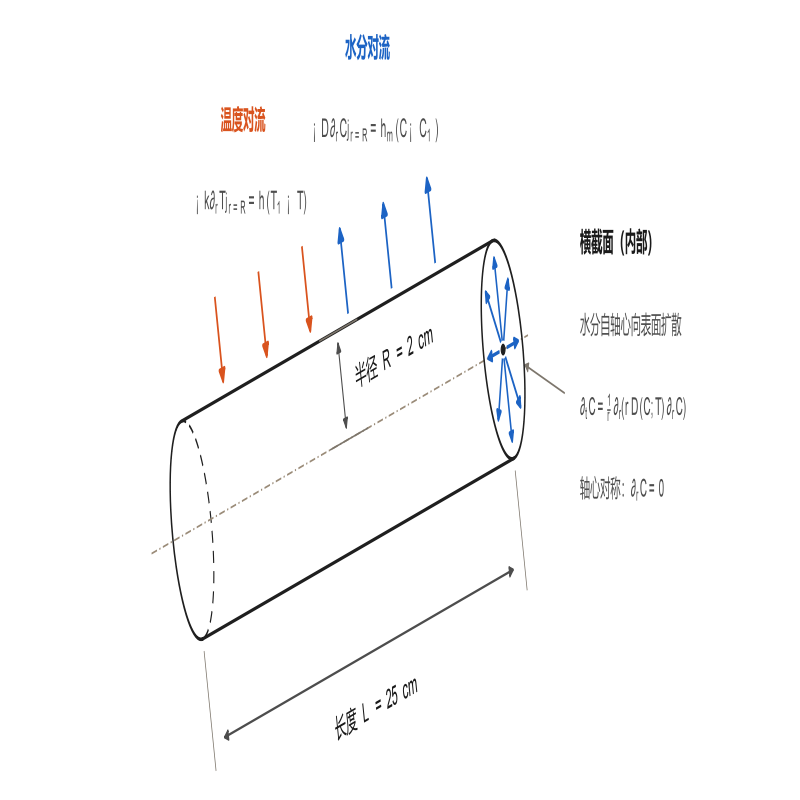 水分对流
温度对流
¡ D∂ᵣCjᵣ₌R = hₘ(C ¡ C₁)
¡ k∂ᵣTjᵣ₌R = h(T₁ ¡ T)
横截面（内部）
水分自轴心向表面扩散
半径 R = 2 cm
∂ₜC = 1/r ∂ᵣ(r D(C; T) ∂ᵣC)
轴心对称：∂ᵣC = 0
长度 L = 25 cm